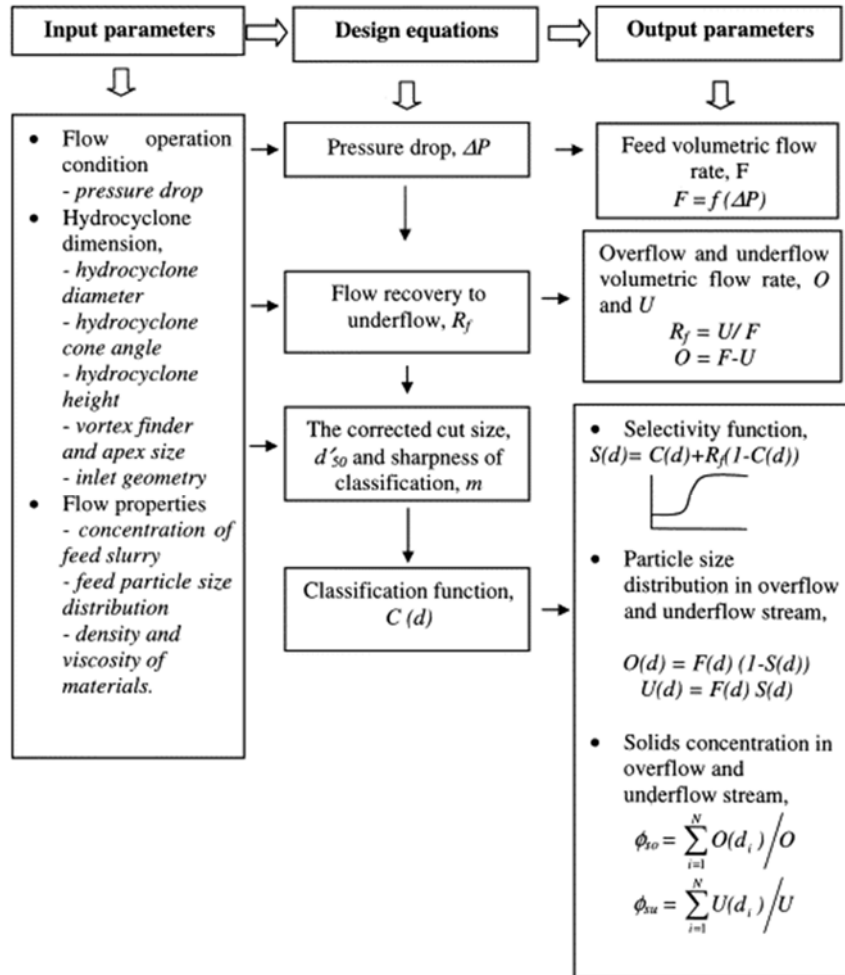 Input parameters
Design equations
Output parameters
• Flow operation
condition
- pressure drop
• Hydrocyclone
dimension,
- hydrocyclone
diameter
- hydrocyclone
cone angle
- hydrocyclone
height
- vortex finder
and apex size
- inlet geometry
• Flow properties
- concentration of
feed slurry
- feed particle size
distribution
- density and
viscosity of
materials.
Pressure drop, ΔP
Flow recovery to
underflow, R_f
The corrected cut size,
d'_50 and sharpness of
classification, m
Classification function,
C (d)
Feed volumetric flow
rate, F
F = f (ΔP)
Overflow and underflow
volumetric flow rate, O
and U
R_f = U/ F
O = F-U
• Selectivity function,
S(d)= C(d)+R_f(1-C(d))
• Particle size
distribution in overflow
and underflow stream,
O(d) = F(d) (1-S(d))
U(d) = F(d) S(d)
• Solids concentration in
overflow and
underflow stream,
ϕ_so = ∑_{i=1}^{N} O(d_i) / O
ϕ_su = ∑_{i=1}^{N} U(d_i) / U